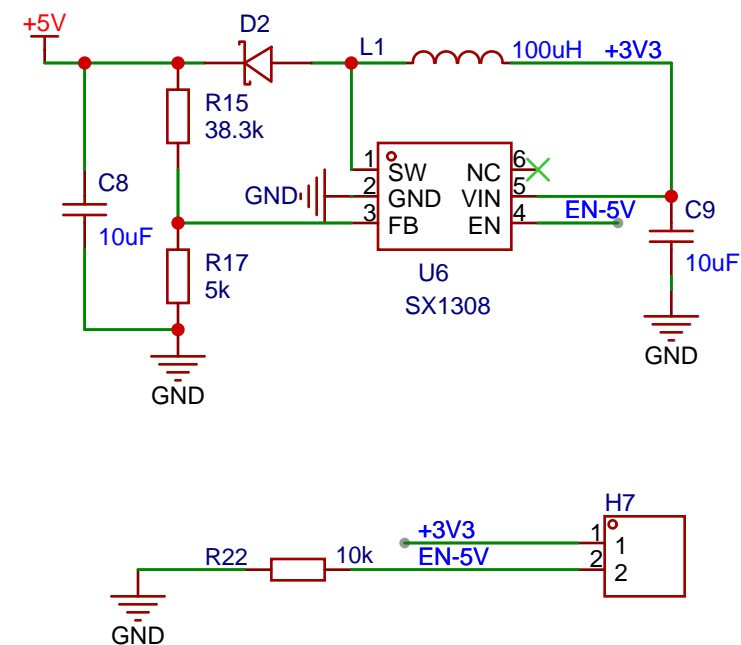 +5V
D2
L1
100uH
+3V3
R15
38.3k
C8
10uF
GND
1
2
3
SW
GND
FB
NC
VIN
EN
6
5
4
EN-5V
C9
10uF
R17
5k
U6
SX1308
GND
GND
H7
+3V3
1
1
R22
10k
EN-5V
2
2
GND